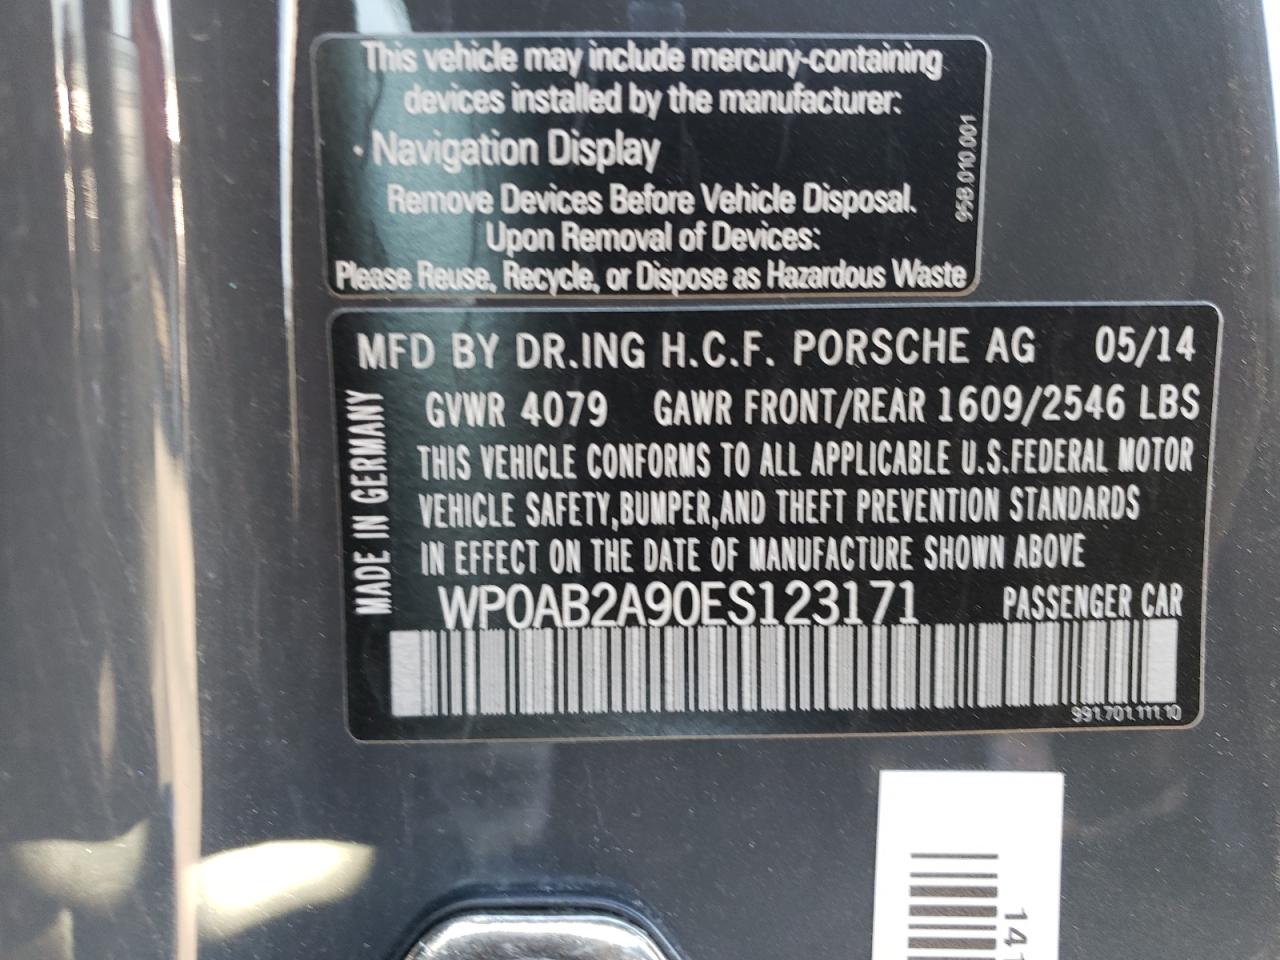 This vehicle may include mercury-containing
devices installed by the manufacturer:
· Navigation Display
Remove Devices Before Vehicle Disposal.
Upon Removal of Devices:
Please Reuse, Recycle, or Dispose as Hazardous Waste
95B.010.001
MFD BY DR.ING H.C.F. PORSCHE AG 05/14
GVWR 4079 GAWR FRONT/REAR 1609/2546 LBS
THIS VEHICLE CONFORMS TO ALL APPLICABLE U.S.FEDERAL MOTOR
VEHICLE SAFETY,BUMPER,AND THEFT PREVENTION STANDARDS
IN EFFECT ON THE DATE OF MANUFACTURE SHOWN ABOVE
WP0AB2A90ES123171 PASSENGER CAR
MADE IN GERMANY
991.701.111.10